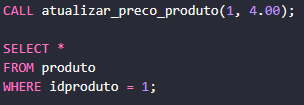 CALL atualizar_preco_produto(1, 4.00);
SELECT *
FROM produto
WHERE idproduto = 1;